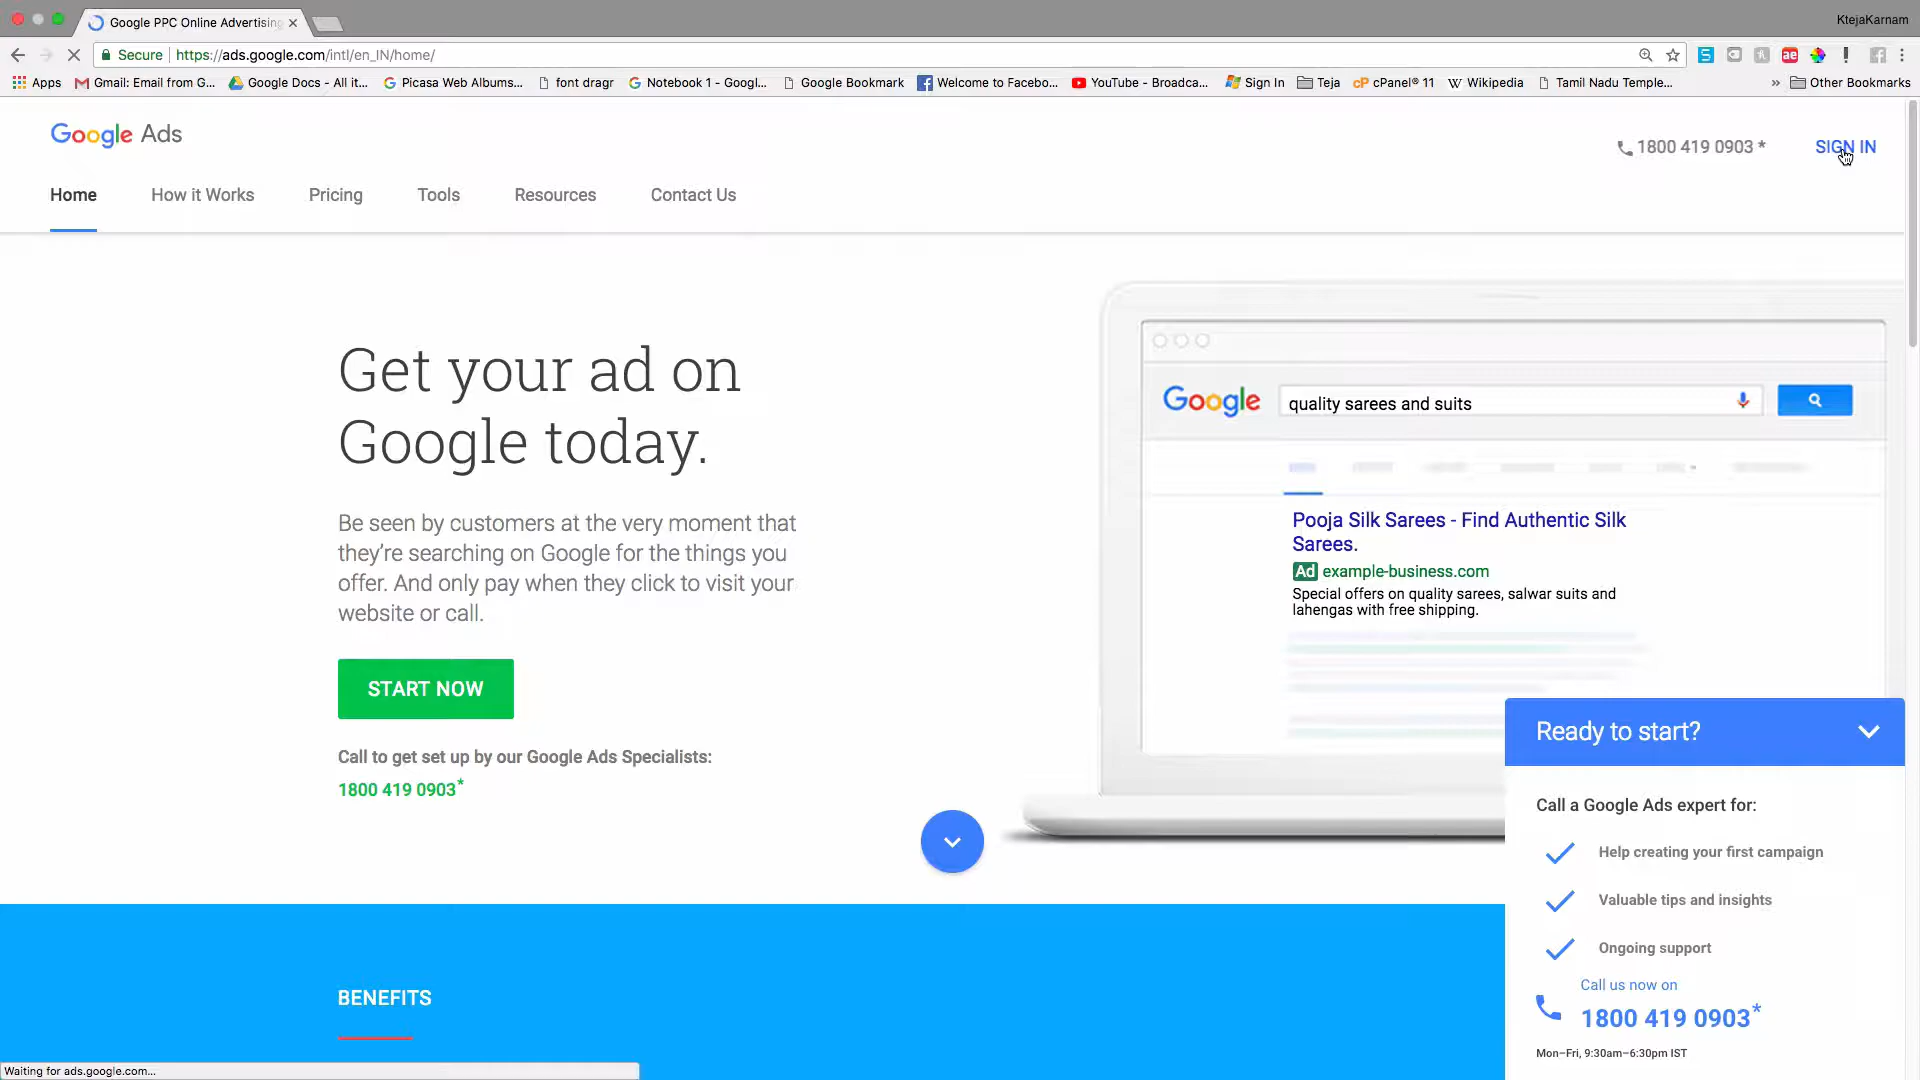 Google PPC Online Advertising
KtejaKarnam
Secure https://ads.google.com/intl/en_IN/home/
Apps Gmail: Email from G... Google Docs - All it... Picasa Web Albums... font dragr Notebook 1 - Googl... Google Bookmark Welcome to Facebo... YouTube - Broadca... Sign In Teja cPanel® 11 Wikipedia Tamil Nadu Temple... » Other Bookmarks
Google Ads
1800 419 0903 * SIGN IN
Home How it Works Pricing Tools Resources Contact Us
Get your ad on
Google today.
Be seen by customers at the very moment that
they're searching on Google for the things you
offer. And only pay when they click to visit your
website or call.
START NOW
Call to get set up by our Google Ads Specialists:
1800 419 0903*
Google quality sarees and suits
Pooja Silk Sarees - Find Authentic Silk
Sarees.
Ad example-business.com
Special offers on quality sarees, salwar suits and
lahengas with free shipping.
Ready to start?
Call a Google Ads expert for:
Help creating your first campaign
Valuable tips and insights
Ongoing support
Call us now on
1800 419 0903*
Mon–Fri, 9:30am–6:30pm IST
BENEFITS
Waiting for ads.google.com...